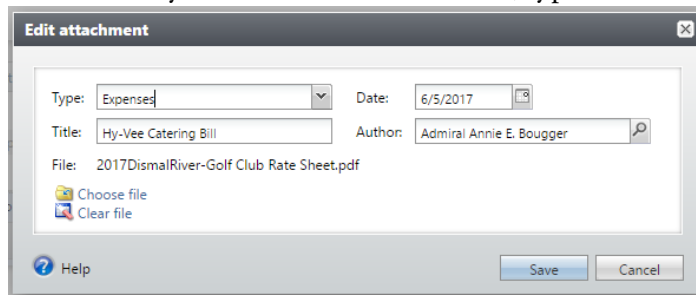 Edit attachment
Type: Expenses Date: 6/5/2017
Title: Hy-Vee Catering Bill Author: Admiral Annie E. Bougger
File: 2017DismalRiver-Golf Club Rate Sheet.pdf
Choose file
Clear file
Help Save Cancel